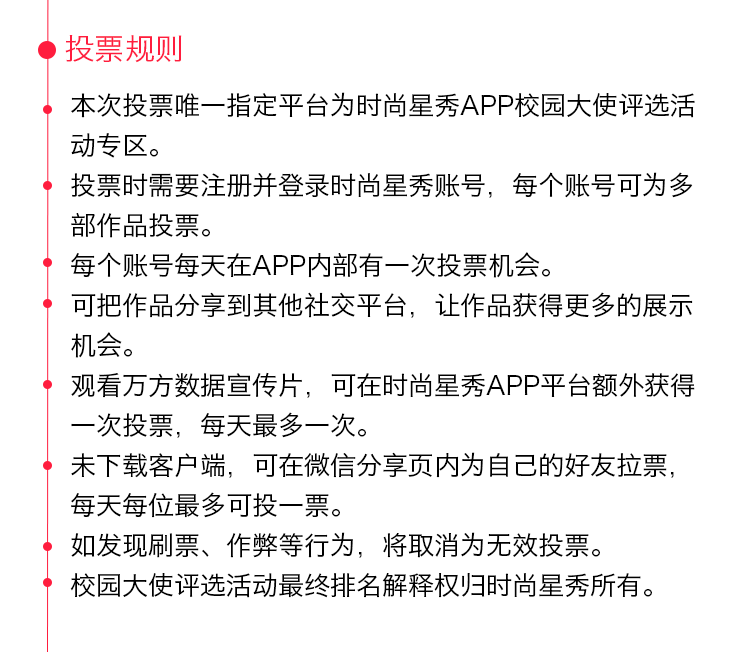 投票规则
本次投票唯一指定平台为时尚星秀APP校园大使评选活
动专区。
投票时需要注册并登录时尚星秀账号，每个账号可为多
部作品投票。
每个账号每天在APP内部有一次投票机会。
可把作品分享到其他社交平台，让作品获得更多的展示
机会。
观看万方数据宣传片，可在时尚星秀APP平台额外获得
一次投票，每天最多一次。
未下载客户端，可在微信分享页内为自己的好友拉票，
每天每位最多可投一票。
如发现刷票、作弊等行为，将取消为无效投票。
校园大使评选活动最终排名解释权归时尚星秀所有。